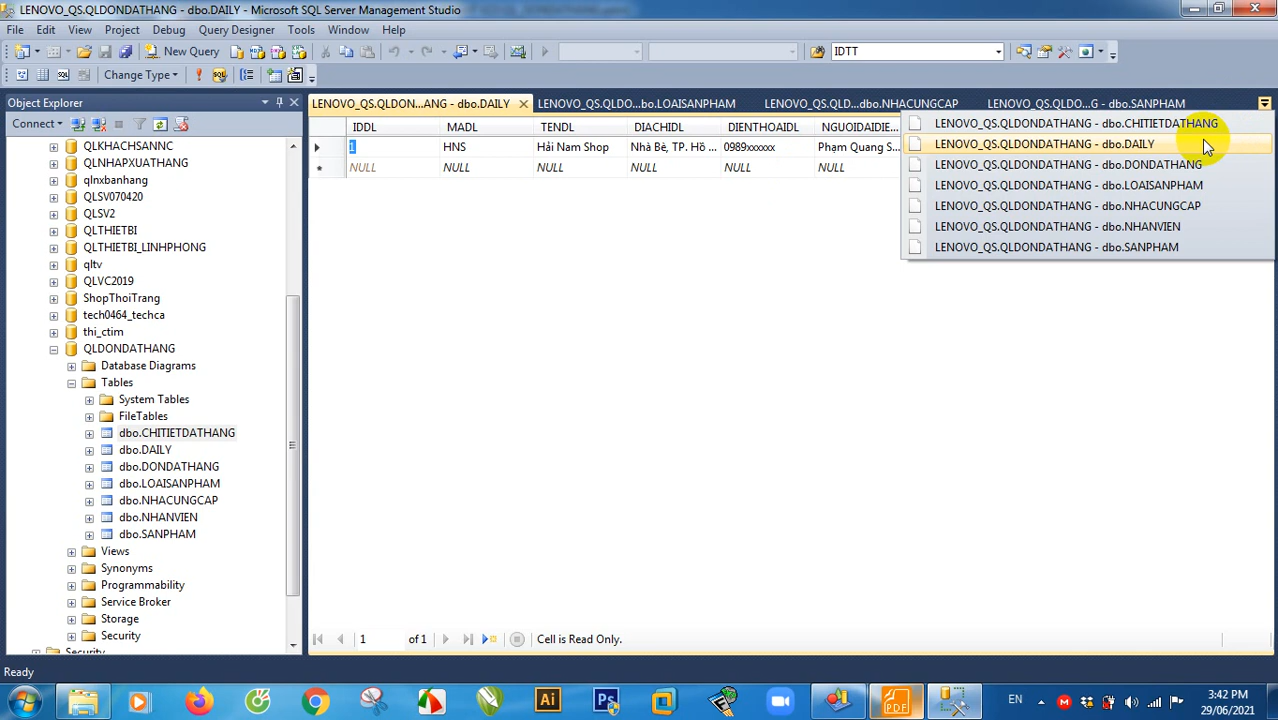 LENOVO_QS.QLDONDATHANG - dbo.DAILY - Microsoft SQL Server Management Studio
File Edit View Project Debug Query Designer Tools Window Help
New Query IDTT
Change Type
Object Explorer
Connect
QLKHACHSANNC
QLNHAPXUATHANG
qlnxbanhang
QLSV070420
QLSV2
QLTHIETBI
QLTHIETBI_LINHPHONG
qltv
QLVC2019
ShopThoiTrang
tech0464_techca
thi_ctim
QLDONDATHANG
Database Diagrams
Tables
System Tables
FileTables
dbo.CHITIETDATHANG
dbo.DAILY
dbo.DONDATHANG
dbo.LOAISANPHAM
dbo.NHACUNGCAP
dbo.NHANVIEN
dbo.SANPHAM
Views
Synonyms
Programmability
Service Broker
Storage
Security
LENOVO_QS.QLDON...ANG - dbo.DAILY LENOVO_QS.QLDO...bo.LOAISANPHAM LENOVO_QS.QLD...dbo.NHACUNGCAP LENOVO_QS.QLDONDATHAN...G - dbo.SANPHAM
IDDL MADL TENDL DIACHIDL DIENTHOAIDL NGUOIDAIDIE...
1 HNS Hải Nam Shop Nhà Bè, TP. Hồ ... 0989xxxxxx Phạm Quang S...
NULL NULL NULL NULL NULL NULL
LENOVO_QS.QLDONDATHANG - dbo.CHITIETDATHANG
LENOVO_QS.QLDONDATHANG - dbo.DAILY
LENOVO_QS.QLDONDATHANG - dbo.DONDATHANG
LENOVO_QS.QLDONDATHANG - dbo.LOAISANPHAM
LENOVO_QS.QLDONDATHANG - dbo.NHACUNGCAP
LENOVO_QS.QLDONDATHANG - dbo.NHANVIEN
LENOVO_QS.QLDONDATHANG - dbo.SANPHAM
1 of 1 Cell is Read Only.
Ready
EN
3:42 PM
29/06/2021